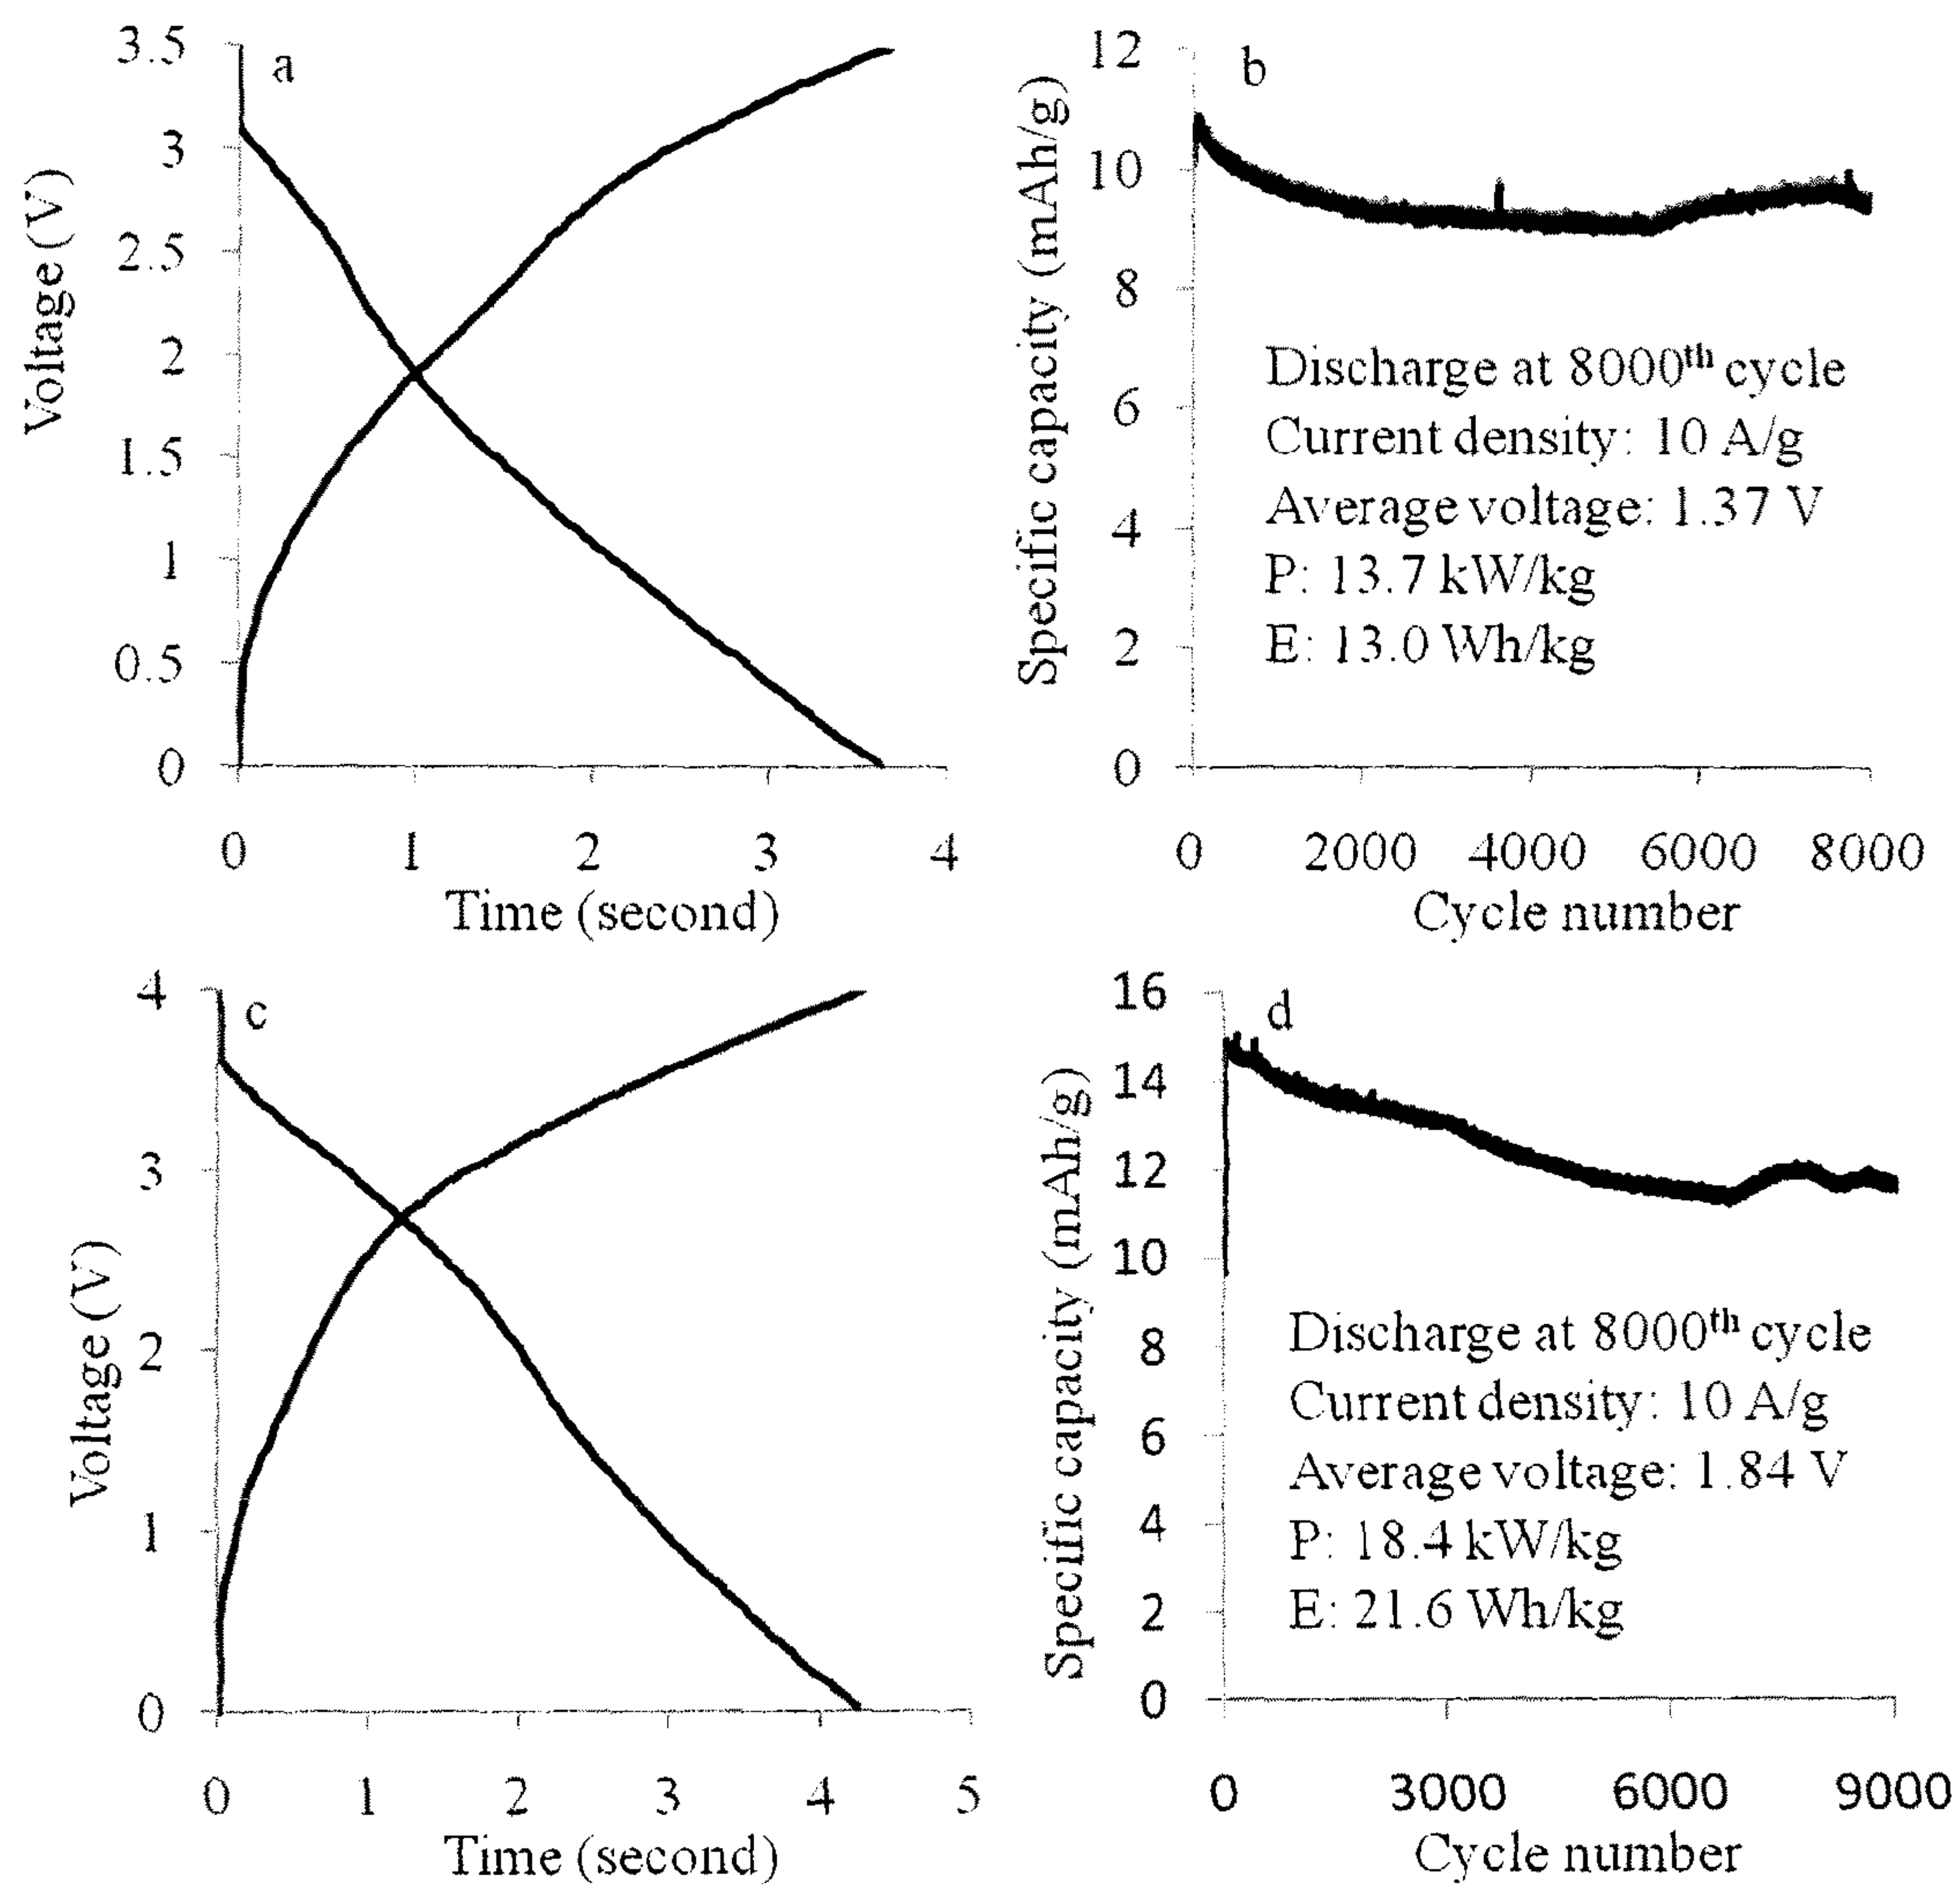 a
3.5
3
2.5
2
1.5
1
0.5
0
Voltage (V)
0 1 2 3 4
Time (second)
b
12
10
8
6
4
2
0
Specific capacity (mAh/g)
Discharge at 8000th cycle
Current density: 10 A/g
Average voltage: 1.37 V
P: 13.7 kW/kg
E: 13.0 Wh/kg
0 2000 4000 6000 8000
Cycle number
c
4
3
2
1
0
Voltage (V)
0 1 2 3 4 5
Time (second)
d
16
14
12
10
8
6
4
2
0
Specific capacity (mAh/g)
Discharge at 8000th cycle
Current density: 10 A/g
Average voltage: 1.84 V
P: 18.4 kW/kg
E: 21.6 Wh/kg
0 3000 6000 9000
Cycle number